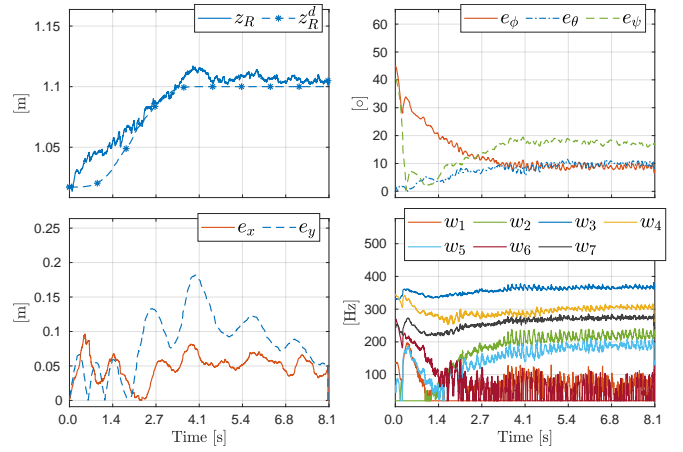 z_R z_R^d
[m]
1.1
1.05
e_ϕ e_θ e_ψ
[○]
60
50
40
30
20
10
0
e_x e_y
[m]
0.25
0.2
0.15
0.1
0.05
0
0.0 1.4 2.7 4.1 5.4 6.8 8.1
Time [s]
w_1 w_2 w_3 w_4
w_5 w_6 w_7
[Hz]
500
400
300
200
100
0.0 1.4 2.7 4.1 5.4 6.8 8.1
Time [s]